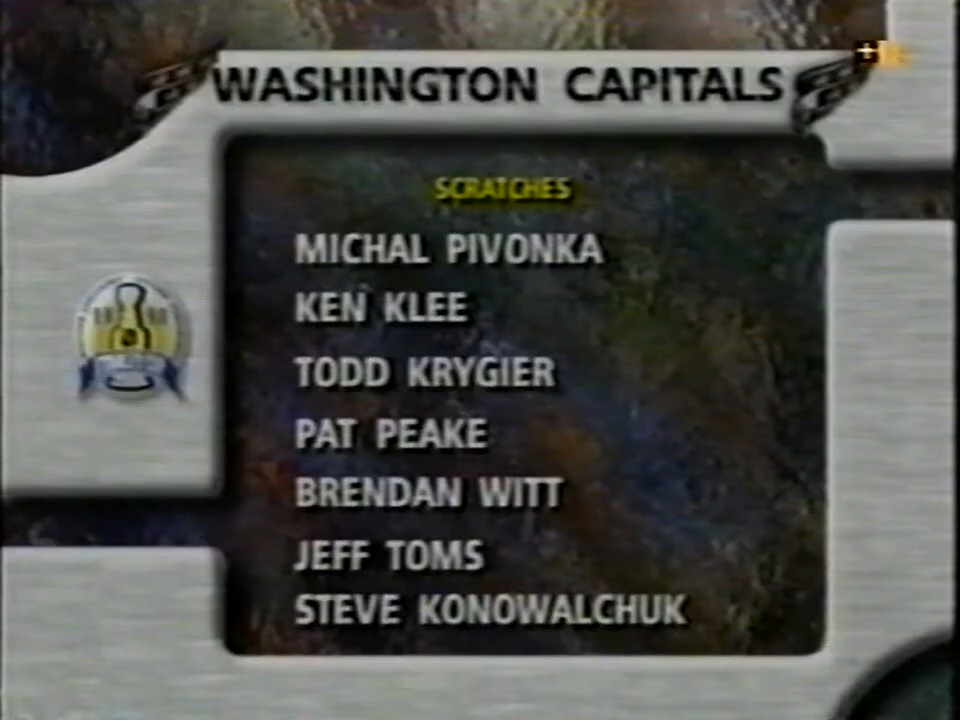 WASHINGTON CAPITALS
SCRATCHES
MICHAL PIVONKA
KEN KLEE
TODD KRYGIER
PAT PEAKE
BRENDAN WITT
JEFF TOMS
STEVE KONOWALCHUK